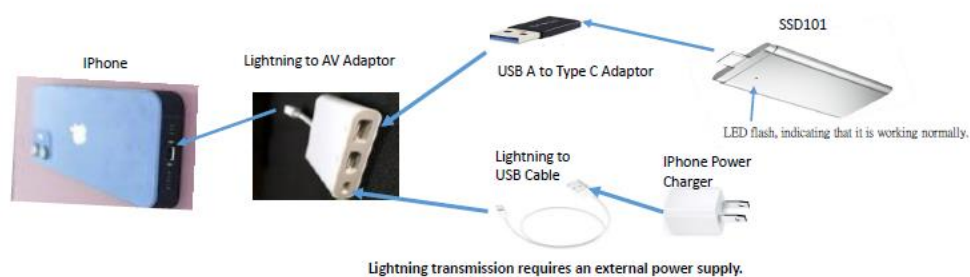 SSD101
IPhone
Lightning to AV Adaptor
USB A to Type C Adaptor
LED flash, indicating that it is working normally.
Lightning to
USB Cable
IPhone Power
Charger
Lightning transmission requires an external power supply.